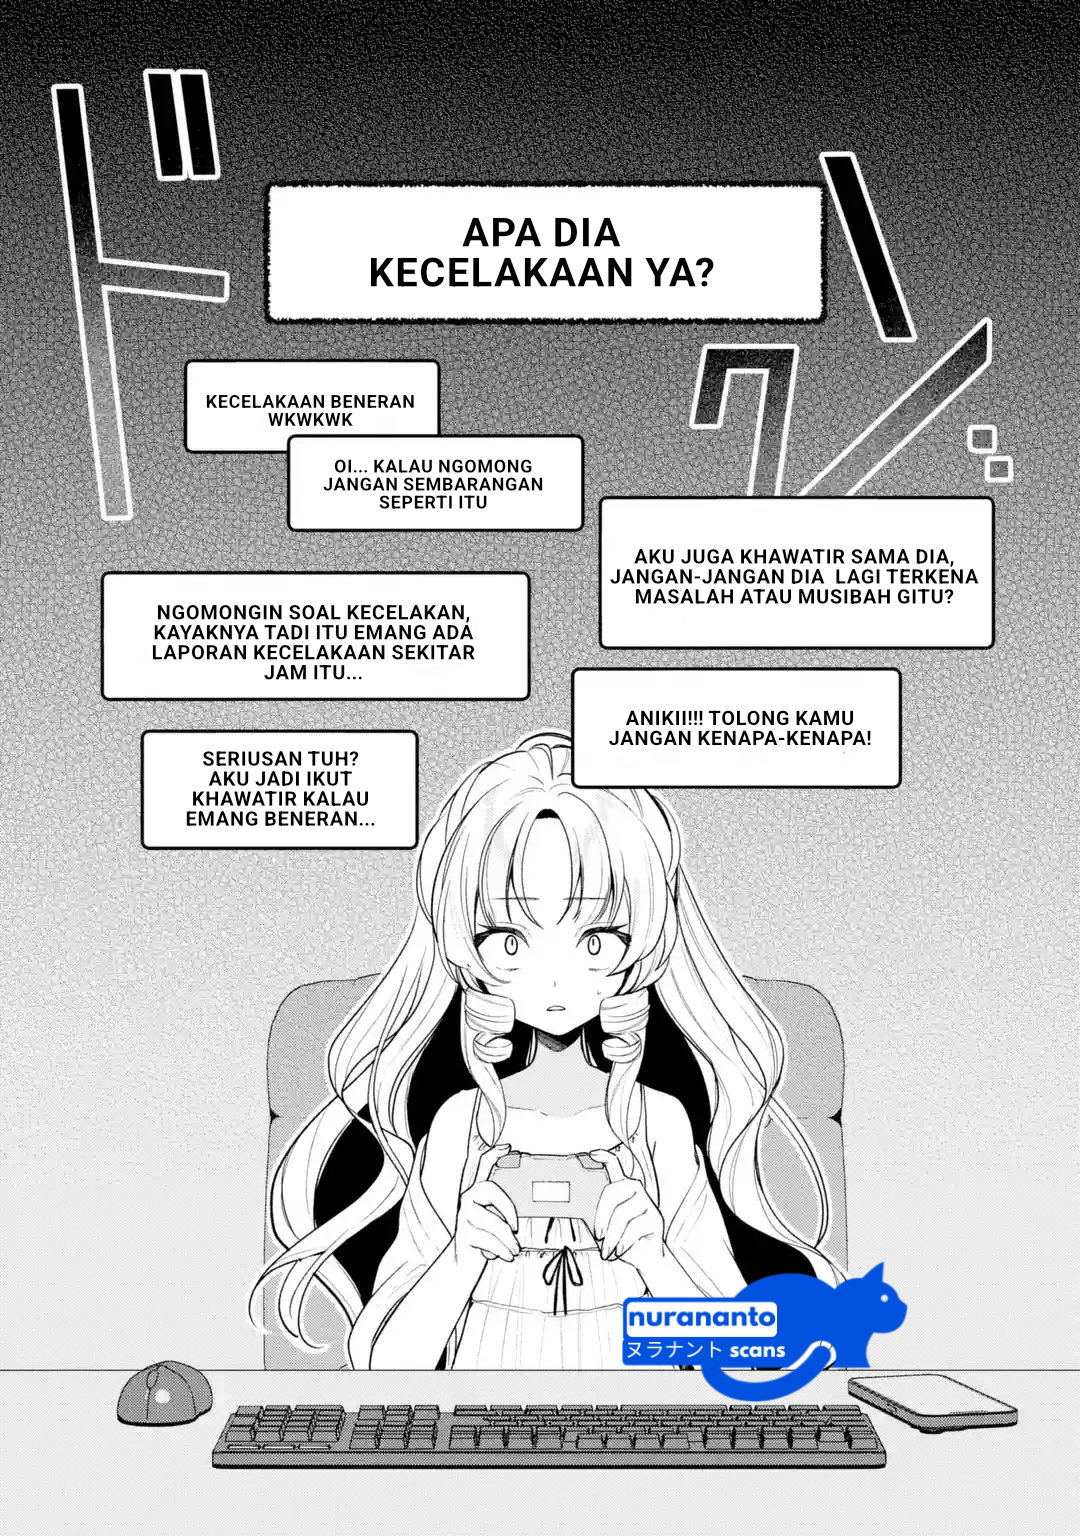 ドクン
APA DIA
KECELAKAAN YA?
KECELAKAAN BENERAN
WKWKWK
OI... KALAU NGOMONG
JANGAN SEMBARANGAN
SEPERTI ITU
AKU JUGA KHAWATIR SAMA DIA,
JANGAN-JANGAN DIA LAGI TERKENA
MASALAH ATAU MUSIBAH GITU?
NGOMONGIN SOAL KECELAKAN,
KAYAKNYA TADI ITU EMANG ADA
LAPORAN KECELAKAAN SEKITAR
JAM ITU...
ANIKII!!! TOLONG KAMU
JANGAN KENAPA-KENAPA!
SERIUSAN TUH?
AKU JADI IKUT
KHAWATIR KALAU
EMANG BENERAN...
nurananto
ヌラナント scans